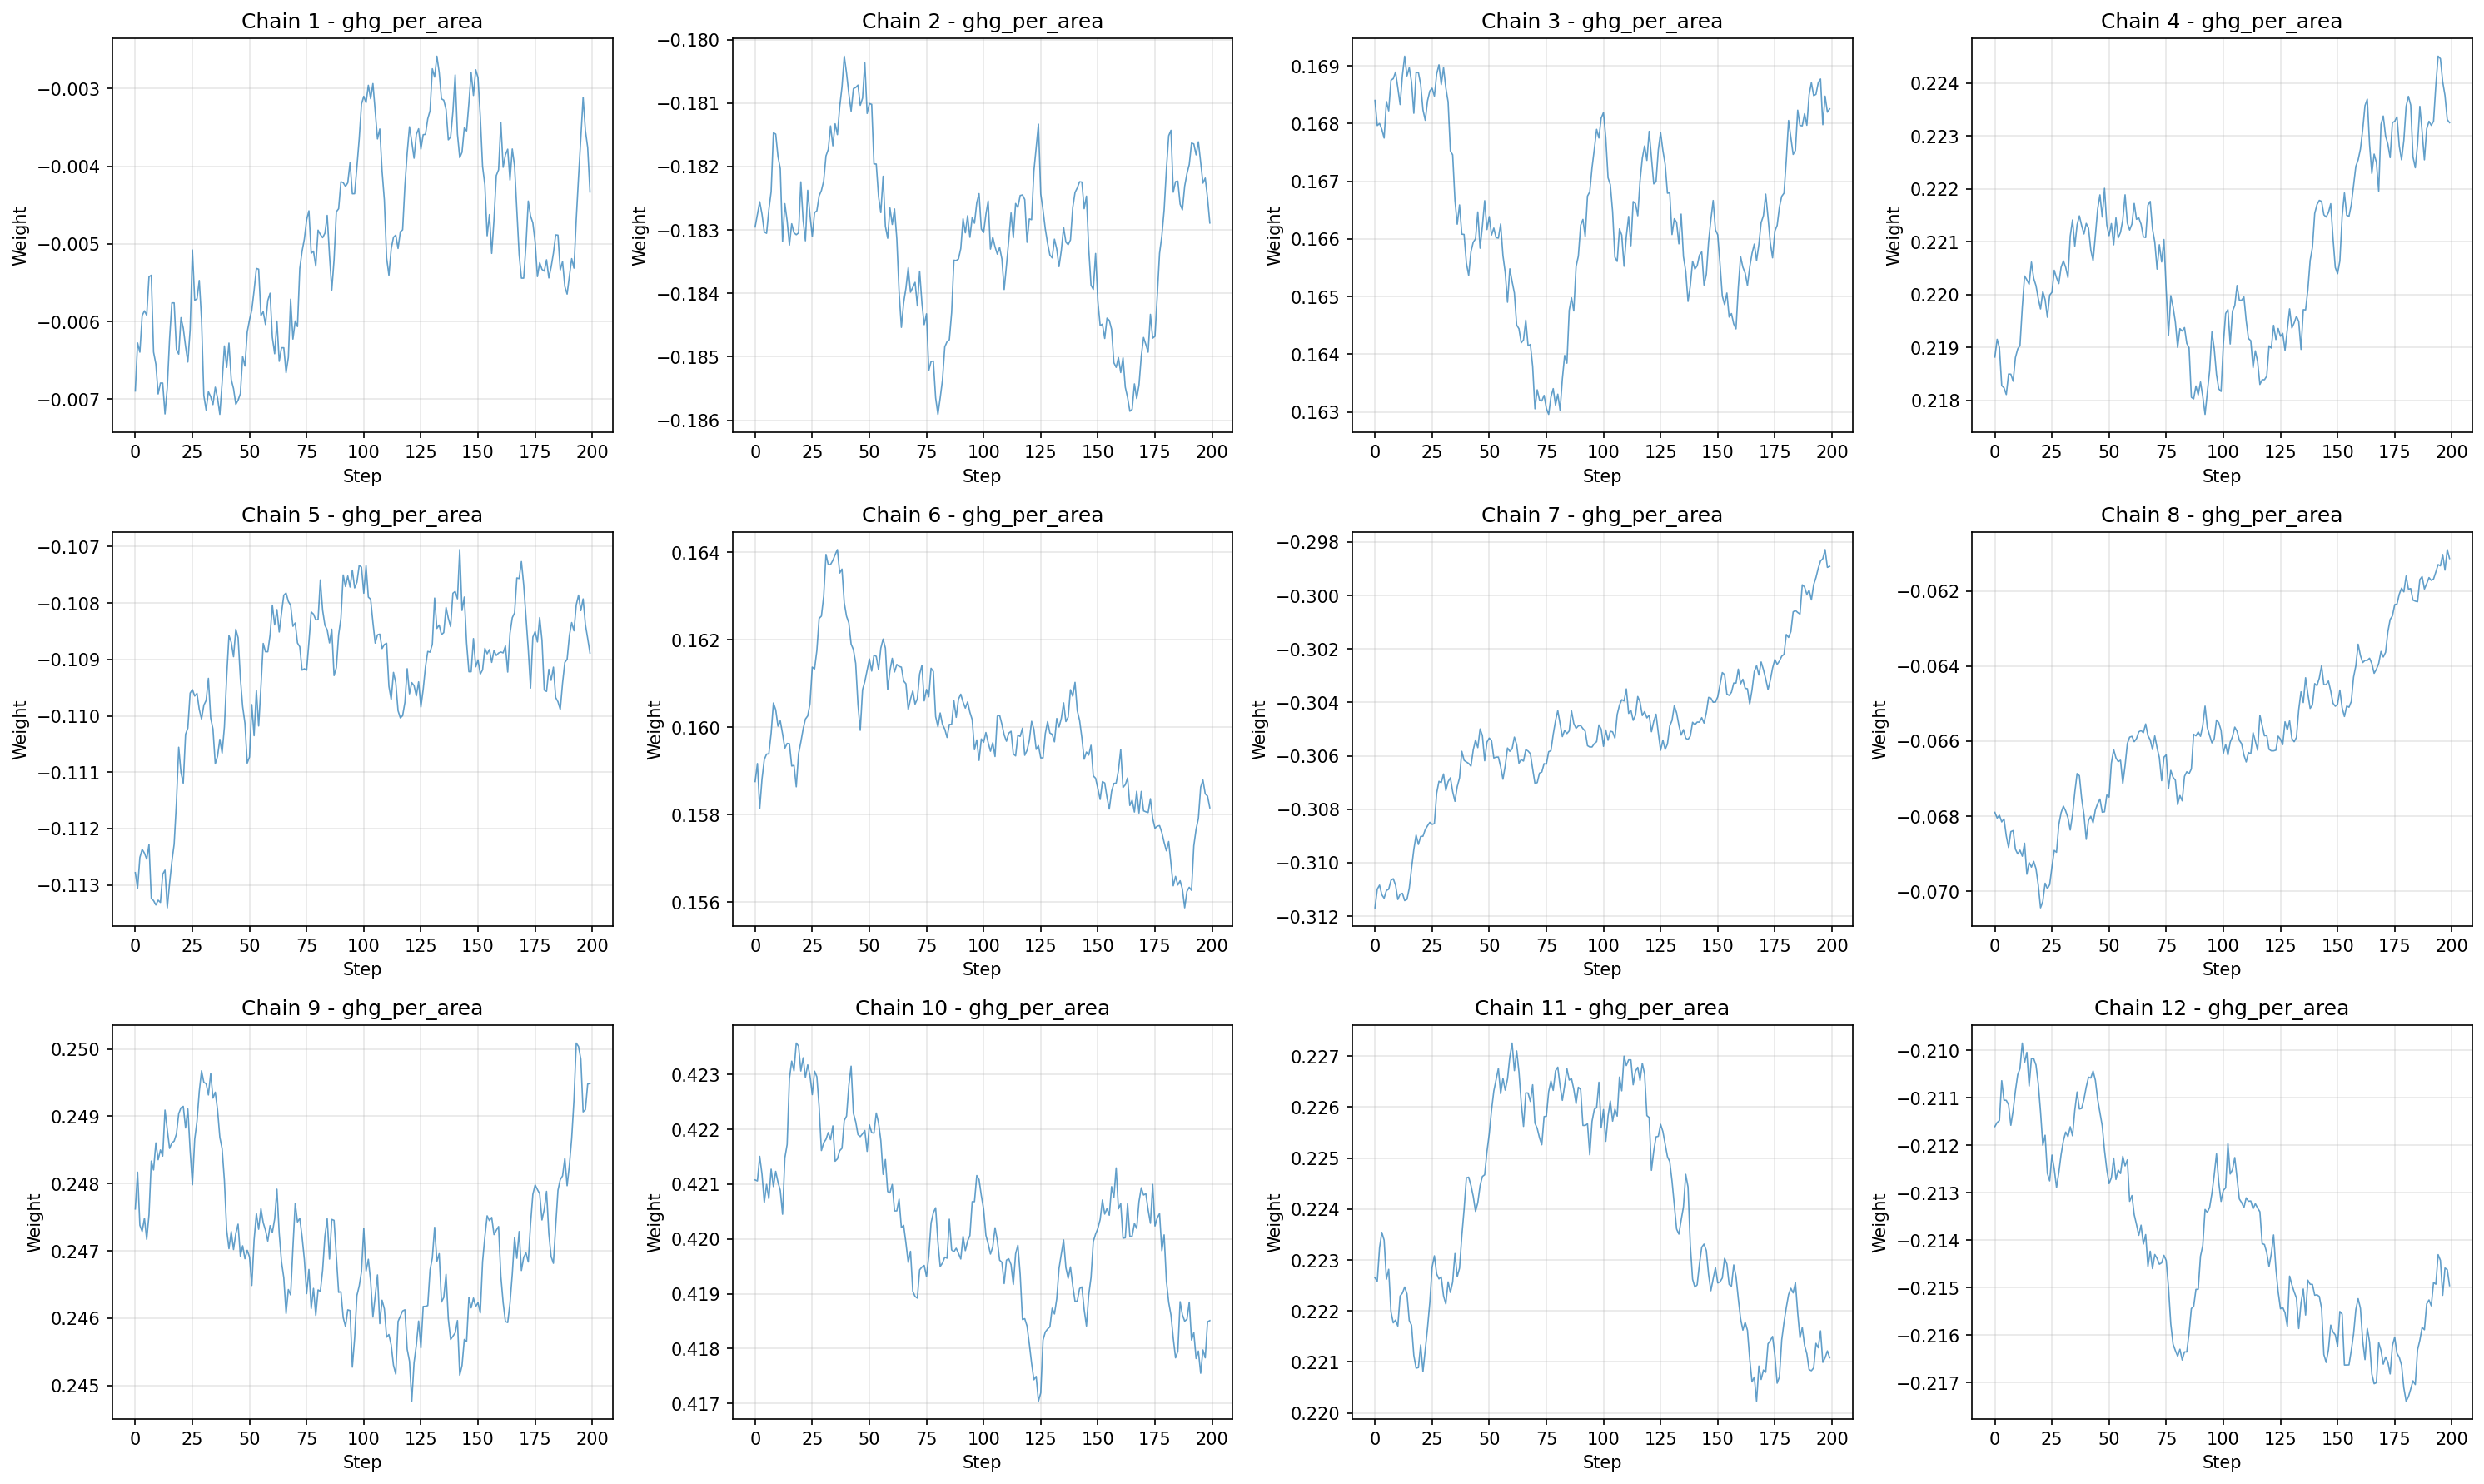 Chain 1 - ghg_per_area
Weight
−0.003
−0.004
−0.005
−0.006
−0.007
0 25 50 75 100 125 150 175 200
Step
Chain 2 - ghg_per_area
Weight
−0.180
−0.181
−0.182
−0.183
−0.184
−0.185
−0.186
0 25 50 75 100 125 150 175 200
Step
Chain 3 - ghg_per_area
Weight
0.169
0.168
0.167
0.166
0.165
0.164
0.163
0 25 50 75 100 125 150 175 200
Step
Chain 4 - ghg_per_area
Weight
0.224
0.223
0.222
0.221
0.220
0.219
0.218
0 25 50 75 100 125 150 175 200
Step
Chain 5 - ghg_per_area
Weight
−0.107
−0.108
−0.109
−0.110
−0.111
−0.112
−0.113
0 25 50 75 100 125 150 175 200
Step
Chain 6 - ghg_per_area
Weight
0.164
0.162
0.160
0.158
0.156
0 25 50 75 100 125 150 175 200
Step
Chain 7 - ghg_per_area
Weight
−0.298
−0.300
−0.302
−0.304
−0.306
−0.308
−0.310
−0.312
0 25 50 75 100 125 150 175 200
Step
Chain 8 - ghg_per_area
Weight
−0.062
−0.064
−0.066
−0.068
−0.070
0 25 50 75 100 125 150 175 200
Step
Chain 9 - ghg_per_area
Weight
0.250
0.249
0.248
0.247
0.246
0.245
0 25 50 75 100 125 150 175 200
Step
Chain 10 - ghg_per_area
Weight
0.423
0.422
0.421
0.420
0.419
0.418
0.417
0 25 50 75 100 125 150 175 200
Step
Chain 11 - ghg_per_area
Weight
0.227
0.226
0.225
0.224
0.223
0.222
0.221
0.220
0 25 50 75 100 125 150 175 200
Step
Chain 12 - ghg_per_area
Weight
−0.210
−0.211
−0.212
−0.213
−0.214
−0.215
−0.216
−0.217
0 25 50 75 100 125 150 175 200
Step